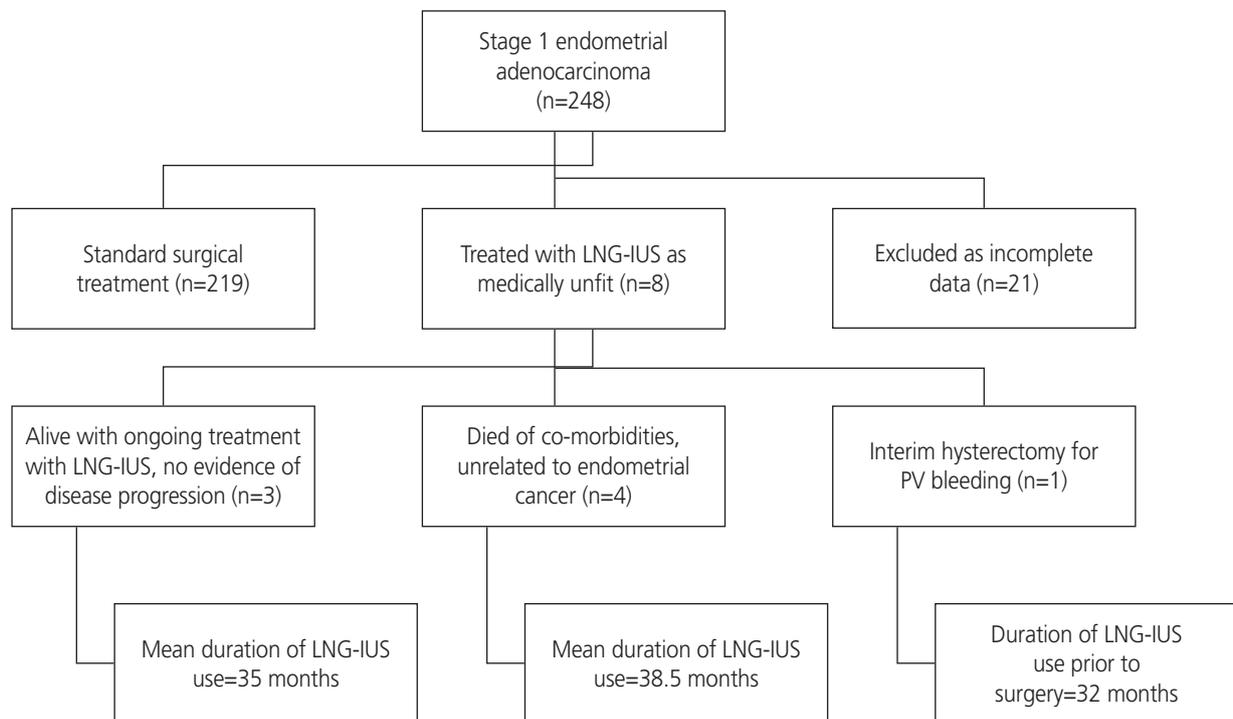 Stage 1 endometrial
adenocarcinoma
(n=248)
Standard surgical
treatment (n=219)
Treated with LNG-IUS as
medically unfit (n=8)
Excluded as incomplete
data (n=21)
Alive with ongoing treatment
with LNG-IUS, no evidence of
disease progression (n=3)
Died of co-morbidities,
unrelated to endometrial
cancer (n=4)
Interim hysterectomy for
PV bleeding (n=1)
Mean duration of LNG-IUS
use=35 months
Mean duration of LNG-IUS
use=38.5 months
Duration of LNG-IUS
use prior to
surgery=32 months